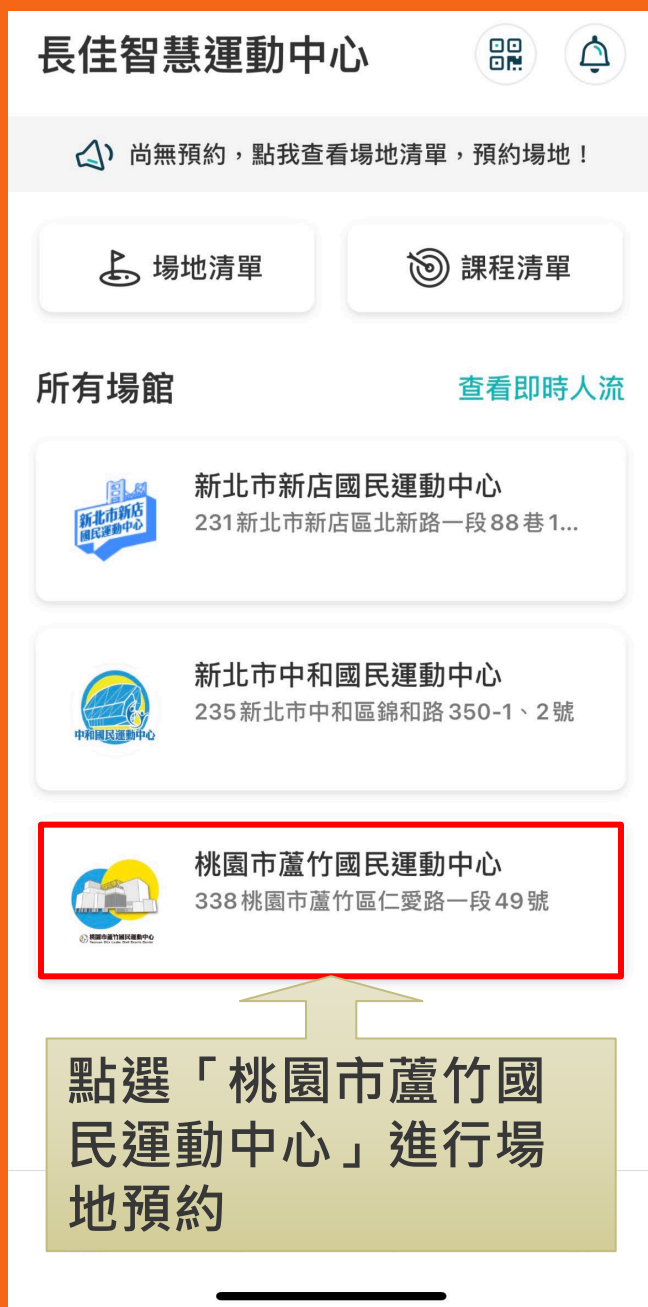 長佳智慧運動中心
尚無預約，點我查看場地清單，預約場地！
場地清單
課程清單
所有場館
查看即時人流
新北市新店國民運動中心
231新北市新店區北新路一段88巷1...
新北市新店
國民運動中心
新北市中和國民運動中心
235新北市中和區錦和路350-1、2號
中和國民運動中心
桃園市蘆竹國民運動中心
338桃園市蘆竹區仁愛路一段49號
桃園市蘆竹國民運動中心
點選「桃園市蘆竹國
民運動中心」進行場
地預約